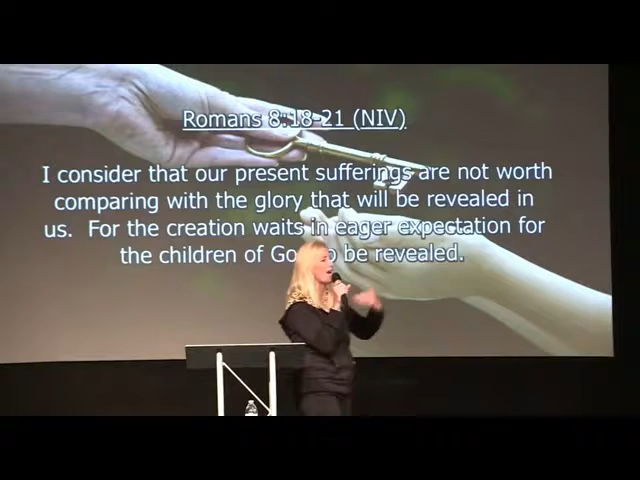 Romans 8:18-21 (NIV)
I consider that our present sufferings are not worth
comparing with the glory that will be revealed in
us. For the creation waits in eager expectation for
the children of Go o be revealed.